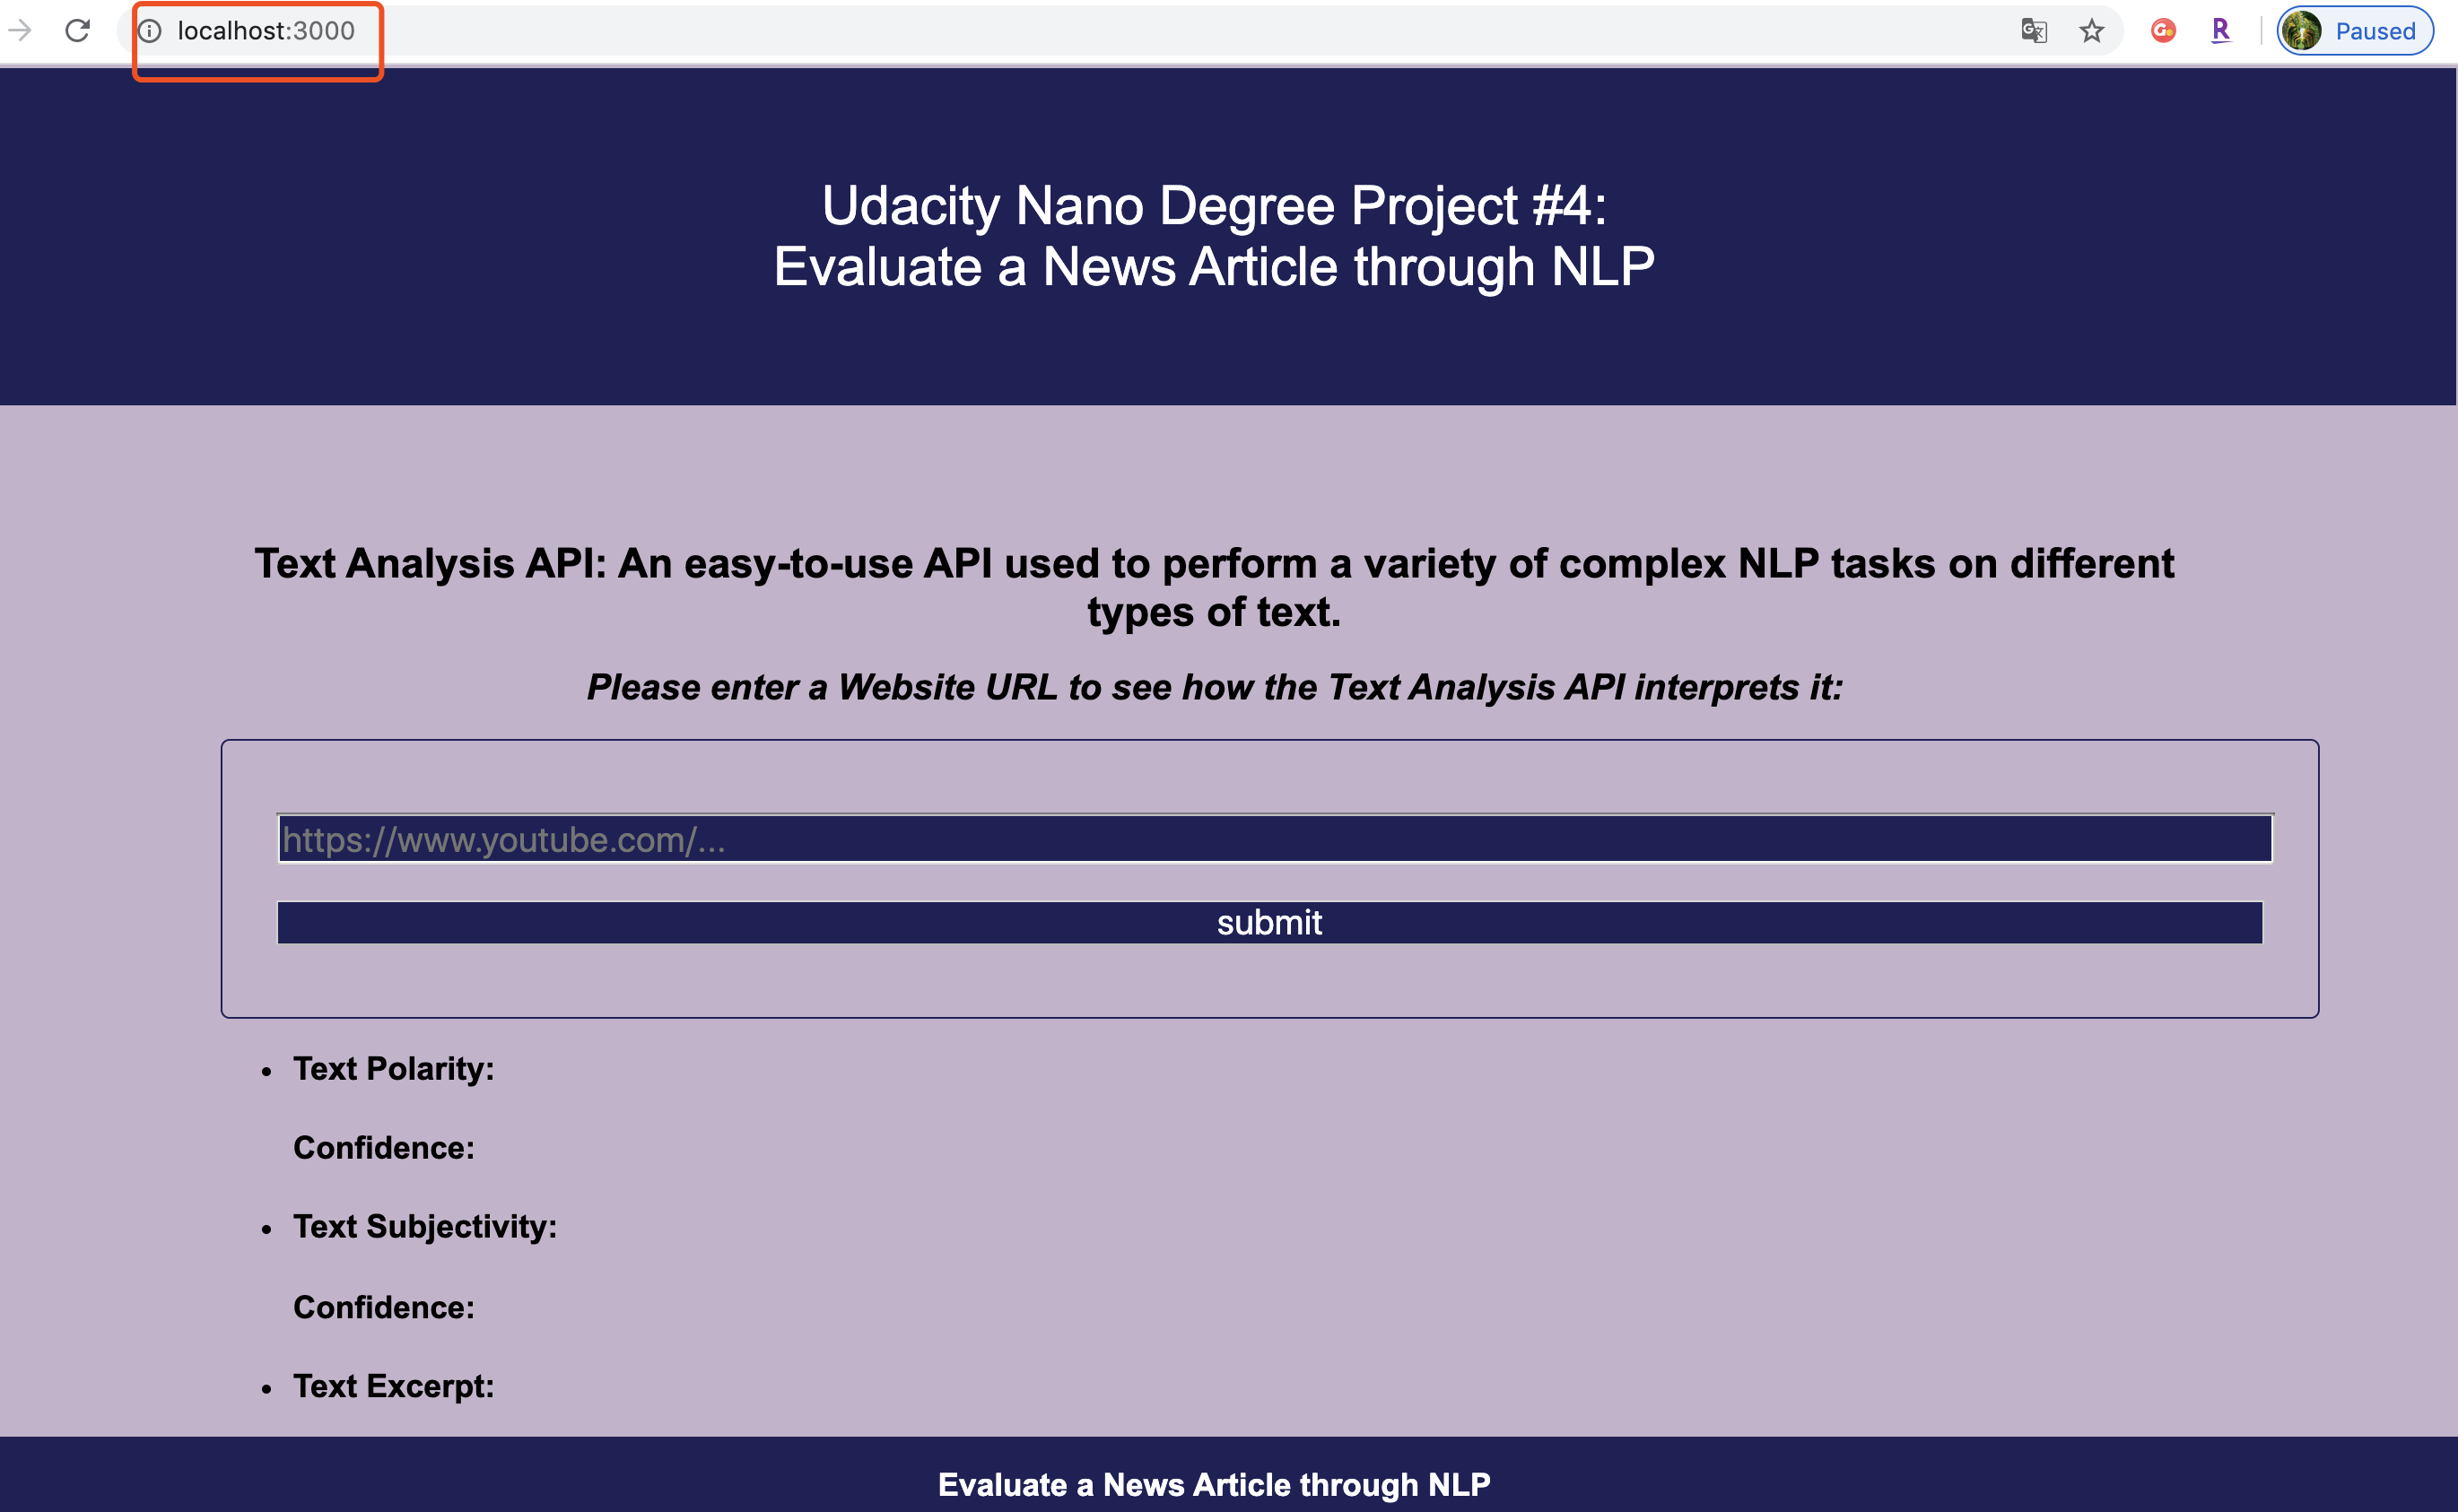 localhost:3000
Paused
Udacity Nano Degree Project #4:
Evaluate a News Article through NLP
Text Analysis API: An easy-to-use API used to perform a variety of complex NLP tasks on different
types of text.
Please enter a Website URL to see how the Text Analysis API interprets it:
https://www.youtube.com/...
submit
• Text Polarity:
Confidence:
• Text Subjectivity:
Confidence:
• Text Excerpt:
Evaluate a News Article through NLP